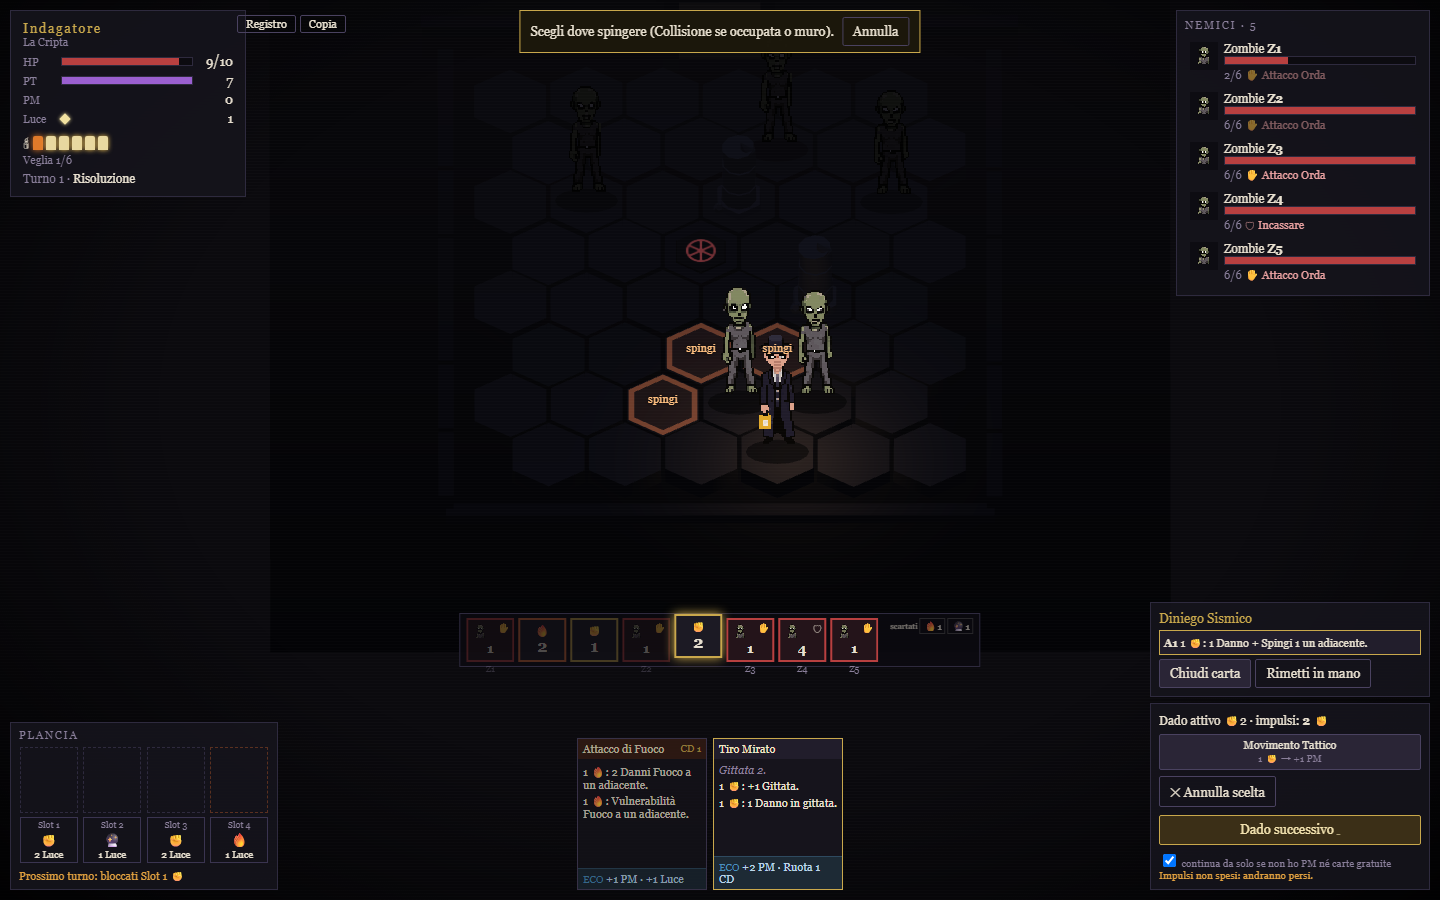 Indagatore
La Cripta
HP 9/10
PT 7
PM 0
Luce 1
Veglia 1/6
Turno 1 · Risoluzione
Registro
Copia
Scegli dove spingere (Collisione se occupata o muro).
Annulla
NEMICI · 5
Zombie Z1
2/6 Attacco Orda
Zombie Z2
6/6 Attacco Orda
Zombie Z3
6/6 Attacco Orda
Zombie Z4
6/6 Incassare
Zombie Z5
6/6 Attacco Orda
spingi
spingi
spingi
1 2 1 1 2 1 4 1
Z1 Z2 Z3 Z4 Z5
scartati 1 1
Diniego Sismico
A1 1 : 1 Danno + Spingi 1 un adiacente.
Chiudi carta
Rimetti in mano
Dado attivo 2 · impulsi: 2
Movimento Tattico
1 → +1 PM
× Annulla scelta
Dado successivo
continua da solo se non ho PM né carte gratuite
Impulsi non spesi: andranno persi.
PLANCIA
Slot 1
2 Luce
Slot 2
1 Luce
Slot 3
2 Luce
Slot 4
1 Luce
Prossimo turno: bloccati Slot 1
Attacco di Fuoco CD 1
1 : 2 Danni Fuoco a
un adiacente.
1 : Vulnerabilità
Fuoco a un adiacente.
ECO +1 PM · +1 Luce
Tiro Mirato
Gittata 2.
1 : +1 Gittata.
1 : 1 Danno in gittata.
ECO +2 PM · Ruota 1
CD